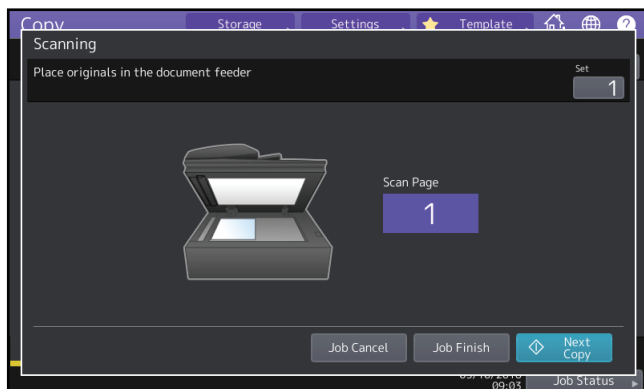 Copy
Storage
Settings
Template
?
Scanning
Place originals in the document feeder
Set
1
Scan Page
1
Job Cancel
Job Finish
Next
Copy
09:03
Job Status